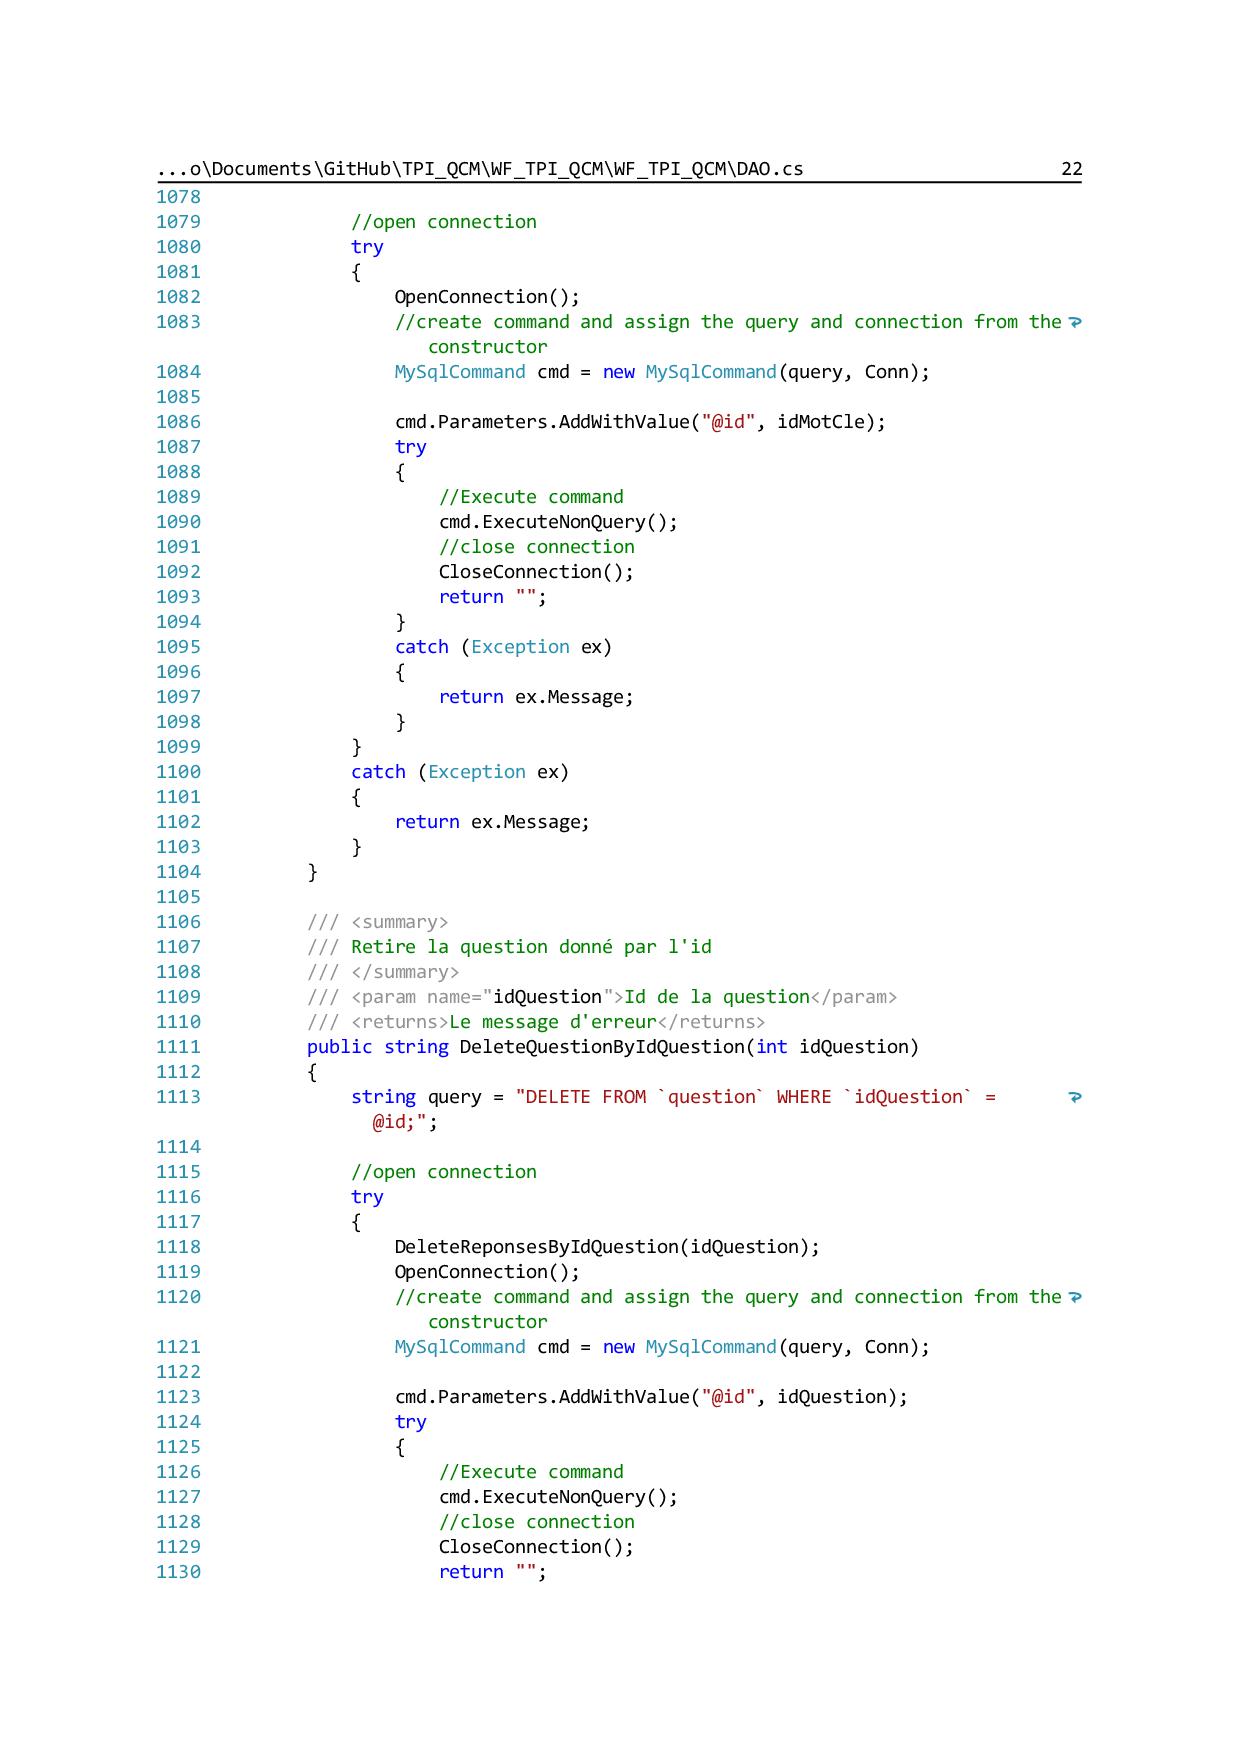 ...o\Documents\GitHub\TPI_QCM\WF_TPI_QCM\WF_TPI_QCM\DAO.cs 22
1078
1079 //open connection
1080 try
1081 {
1082 OpenConnection();
1083 //create command and assign the query and connection from the
constructor
1084 MySqlCommand cmd = new MySqlCommand(query, Conn);
1085
1086 cmd.Parameters.AddWithValue("@id", idMotCle);
1087 try
1088 {
1089 //Execute command
1090 cmd.ExecuteNonQuery();
1091 //close connection
1092 CloseConnection();
1093 return "";
1094 }
1095 catch (Exception ex)
1096 {
1097 return ex.Message;
1098 }
1099 }
1100 catch (Exception ex)
1101 {
1102 return ex.Message;
1103 }
1104 }
1105
1106 /// <summary>
1107 /// Retire la question donné par l'id
1108 /// </summary>
1109 /// <param name="idQuestion">Id de la question</param>
1110 /// <returns>Le message d'erreur</returns>
1111 public string DeleteQuestionByIdQuestion(int idQuestion)
1112 {
1113 string query = "DELETE FROM `question` WHERE `idQuestion` =
@id;";
1114
1115 //open connection
1116 try
1117 {
1118 DeleteReponsesByIdQuestion(idQuestion);
1119 OpenConnection();
1120 //create command and assign the query and connection from the
constructor
1121 MySqlCommand cmd = new MySqlCommand(query, Conn);
1122
1123 cmd.Parameters.AddWithValue("@id", idQuestion);
1124 try
1125 {
1126 //Execute command
1127 cmd.ExecuteNonQuery();
1128 //close connection
1129 CloseConnection();
1130 return "";